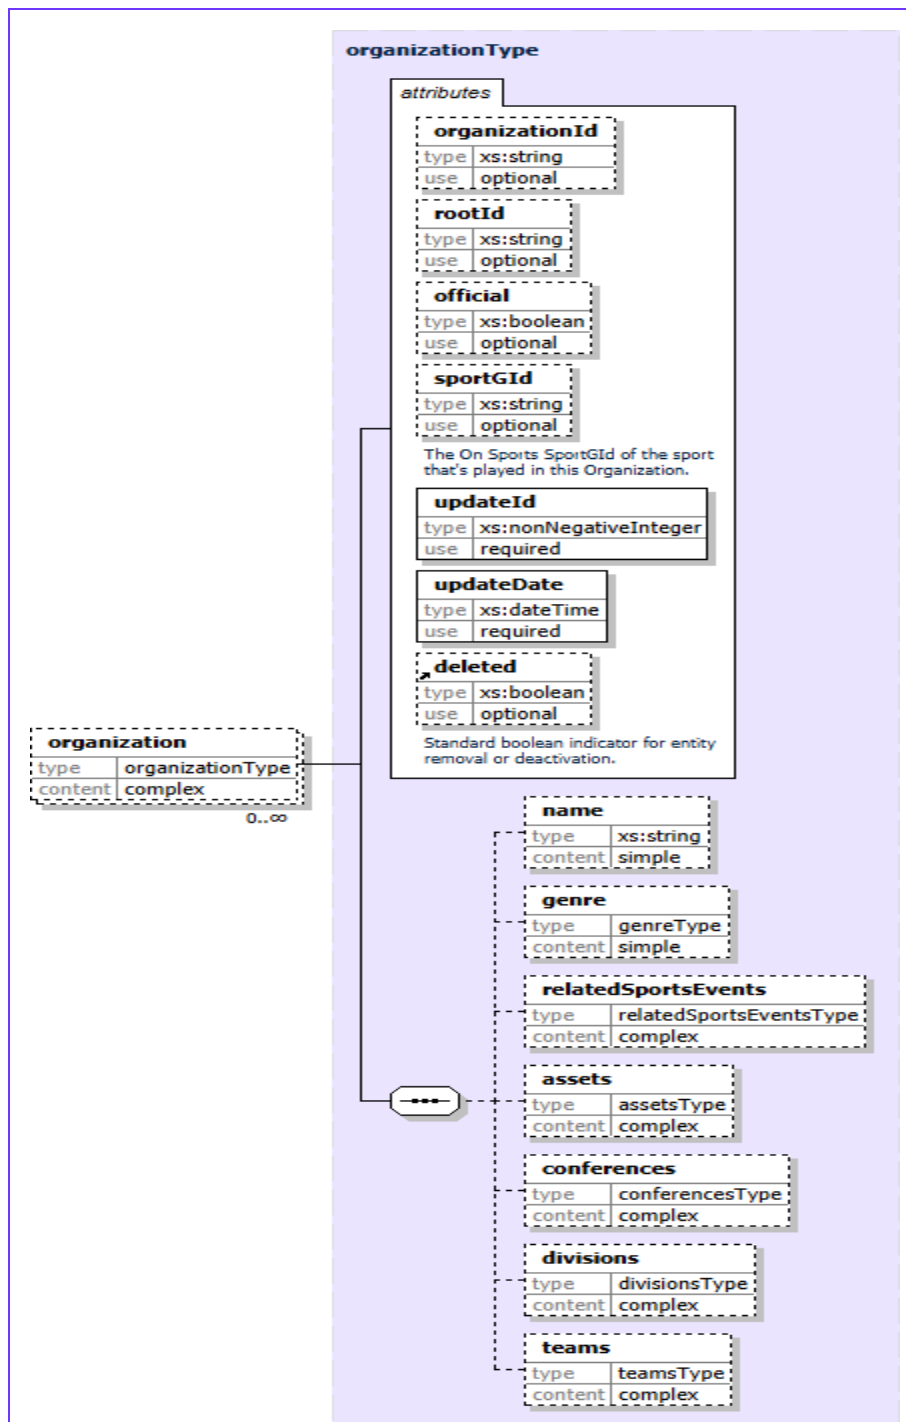 organizationType
attributes
organizationId
type xs:string
use optional
rootId
type xs:string
use optional
official
type xs:boolean
use optional
sportGId
type xs:string
use optional
The On Sports SportGId of the sport
that's played in this Organization.
updateId
type xs:nonNegativeInteger
use required
updateDate
type xs:dateTime
use required
deleted
type xs:boolean
use optional
Standard boolean indicator for entity
removal or deactivation.
organization
type organizationType
content complex
0..∞
name
type xs:string
content simple
genre
type genreType
content simple
relatedSportsEvents
type relatedSportsEventsType
content complex
assets
type assetsType
content complex
conferences
type conferencesType
content complex
divisions
type divisionsType
content complex
teams
type teamsType
content complex